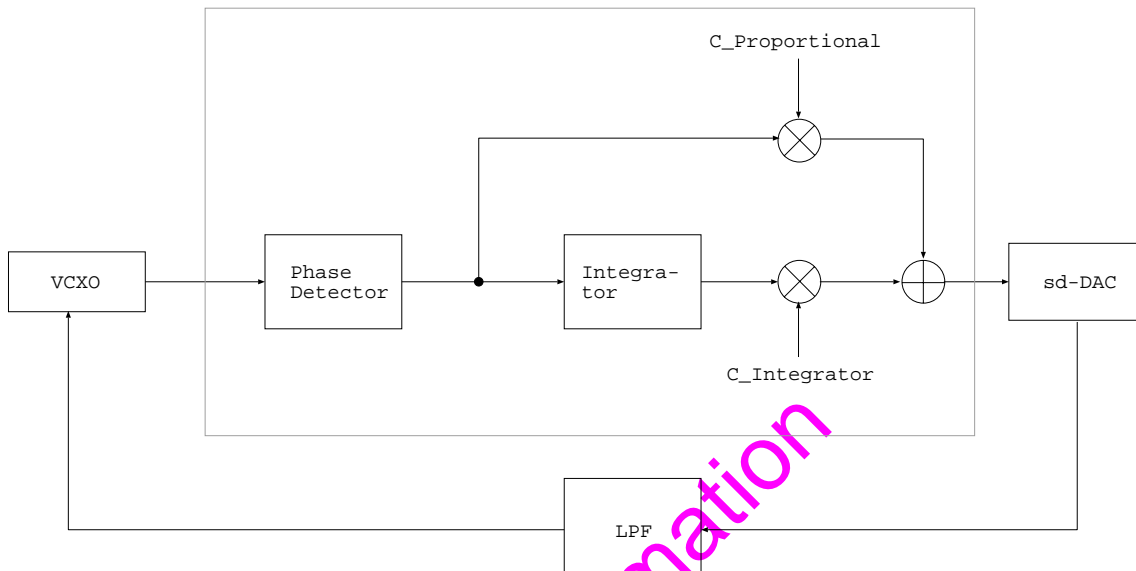 C_Proportional
VCXO
Phase
Detector
Integra-
tor
sd-DAC
C_Integrator
LPF
mation